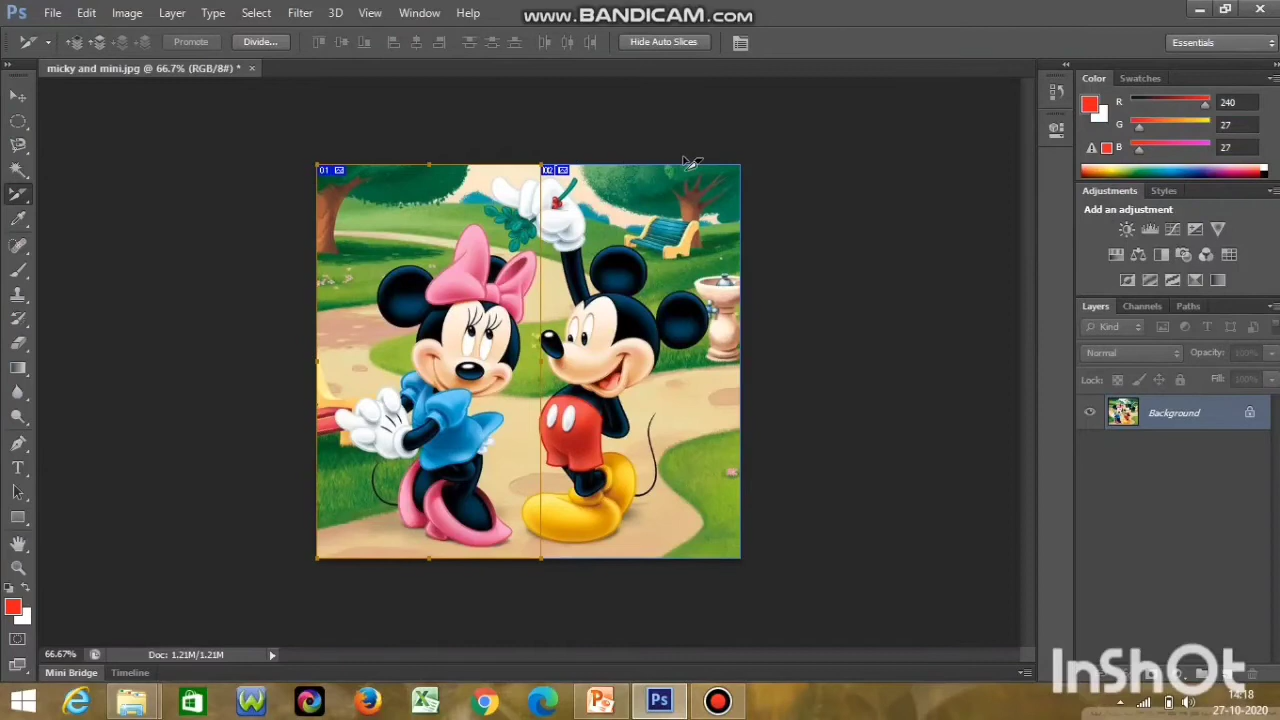 Ps File Edit Image Layer Type Select Filter 3D View Window Help
WWW.BANDICAM.COM
Promote Divide... Hide Auto Slices Essentials
micky and mini.jpg @ 66.7% (RGB/8#) * ×
Color Swatches
R 240
G 27
B 27
01 02
Adjustments Styles
Add an adjustment
Layers Channels Paths
Kind
Normal Opacity: 100%
Lock: Fill: 100%
Background
66.67% Doc: 1.21M/1.21M
Mini Bridge Timeline
InShOt
14:18
27-10-2020